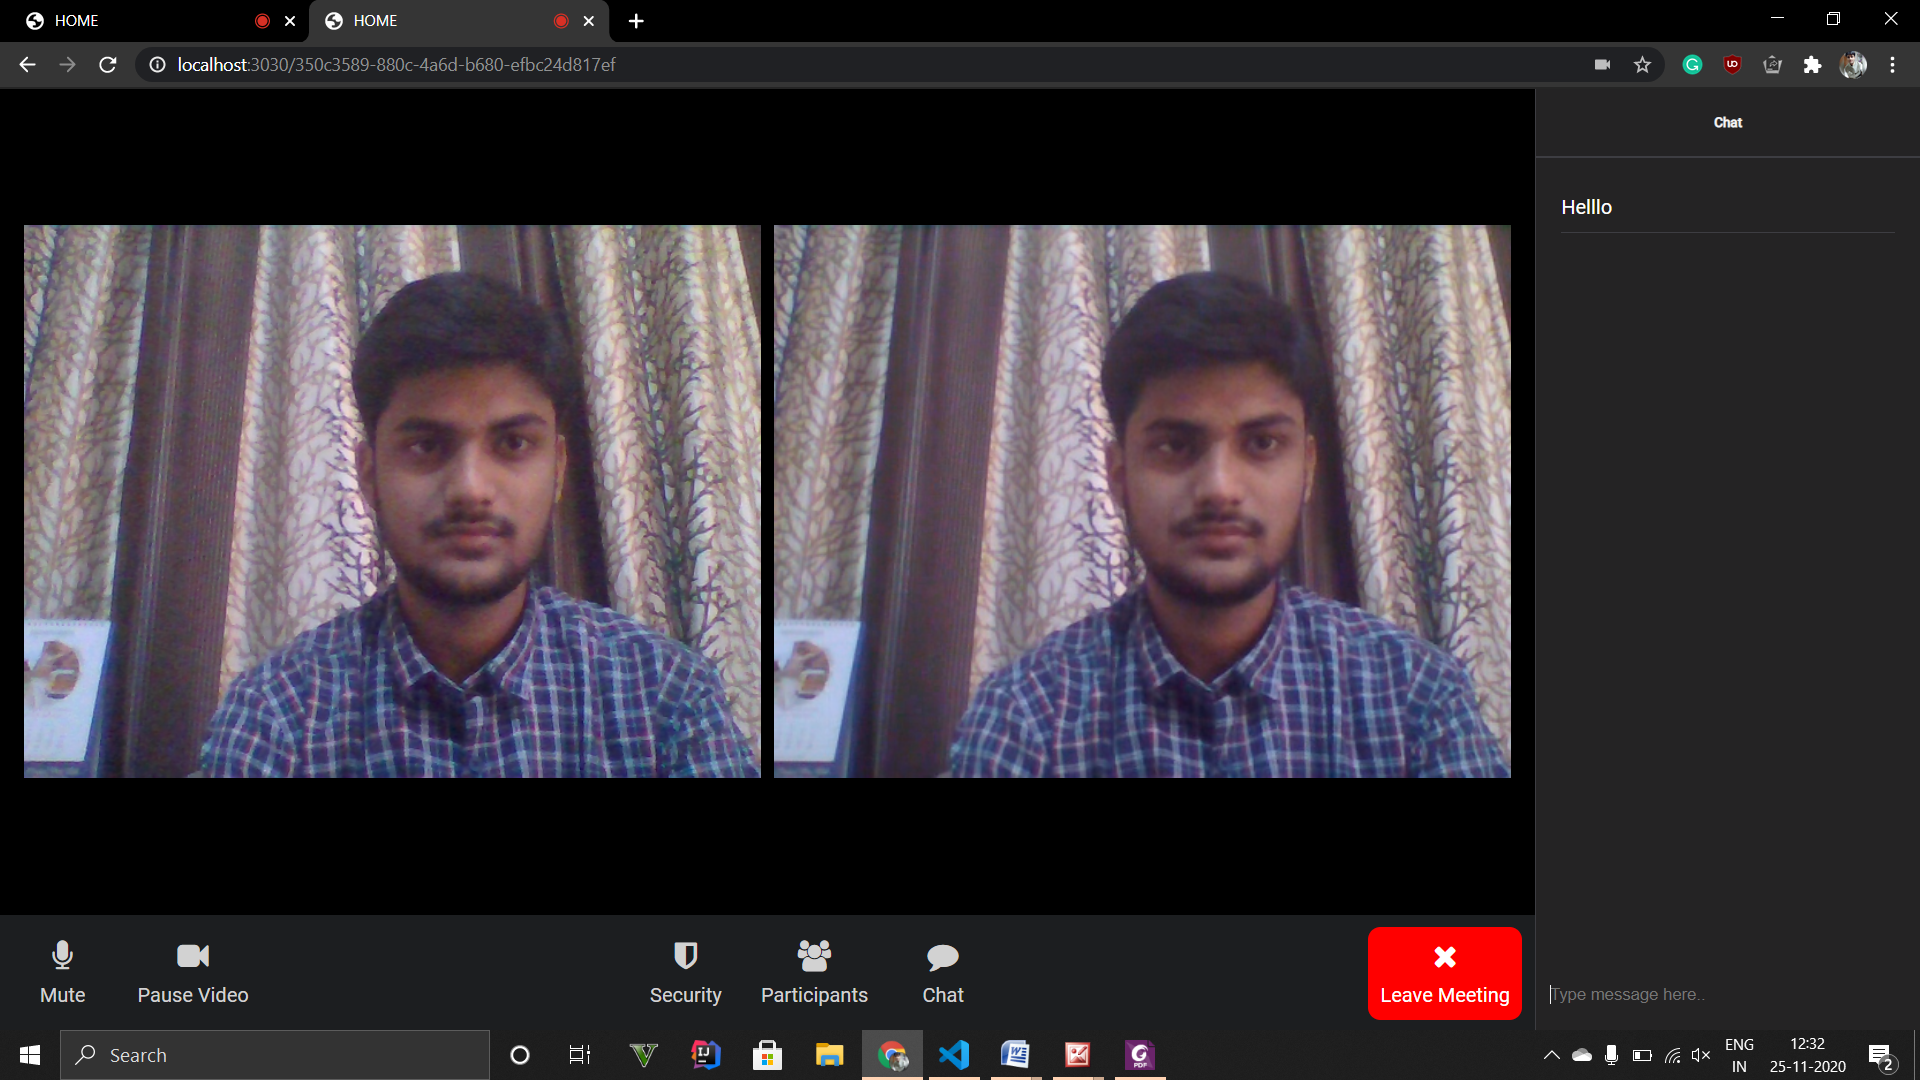 HOME
HOME
localhost:3030/350c3589-880c-4a6d-b680-efbc24d817ef
Chat
Helllo
Mute
Pause Video
Security
Participants
Chat
Leave Meeting
Type message here..
Search
ENG
IN
12:32
25-11-2020
2